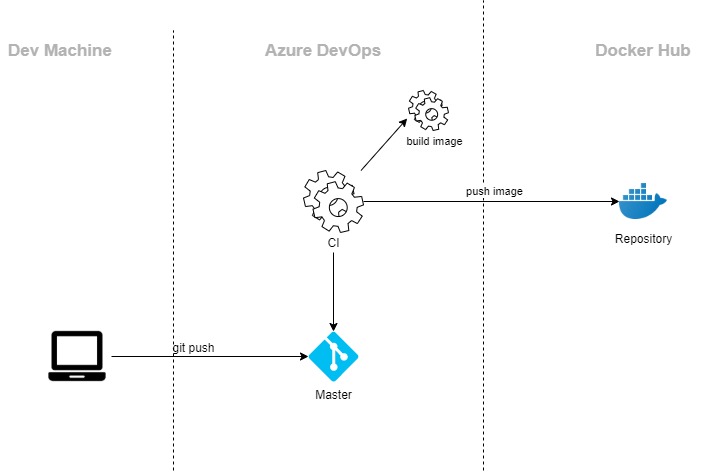 Dev Machine
Azure DevOps
Docker Hub
build image
push image
CI
Repository
git push
Master